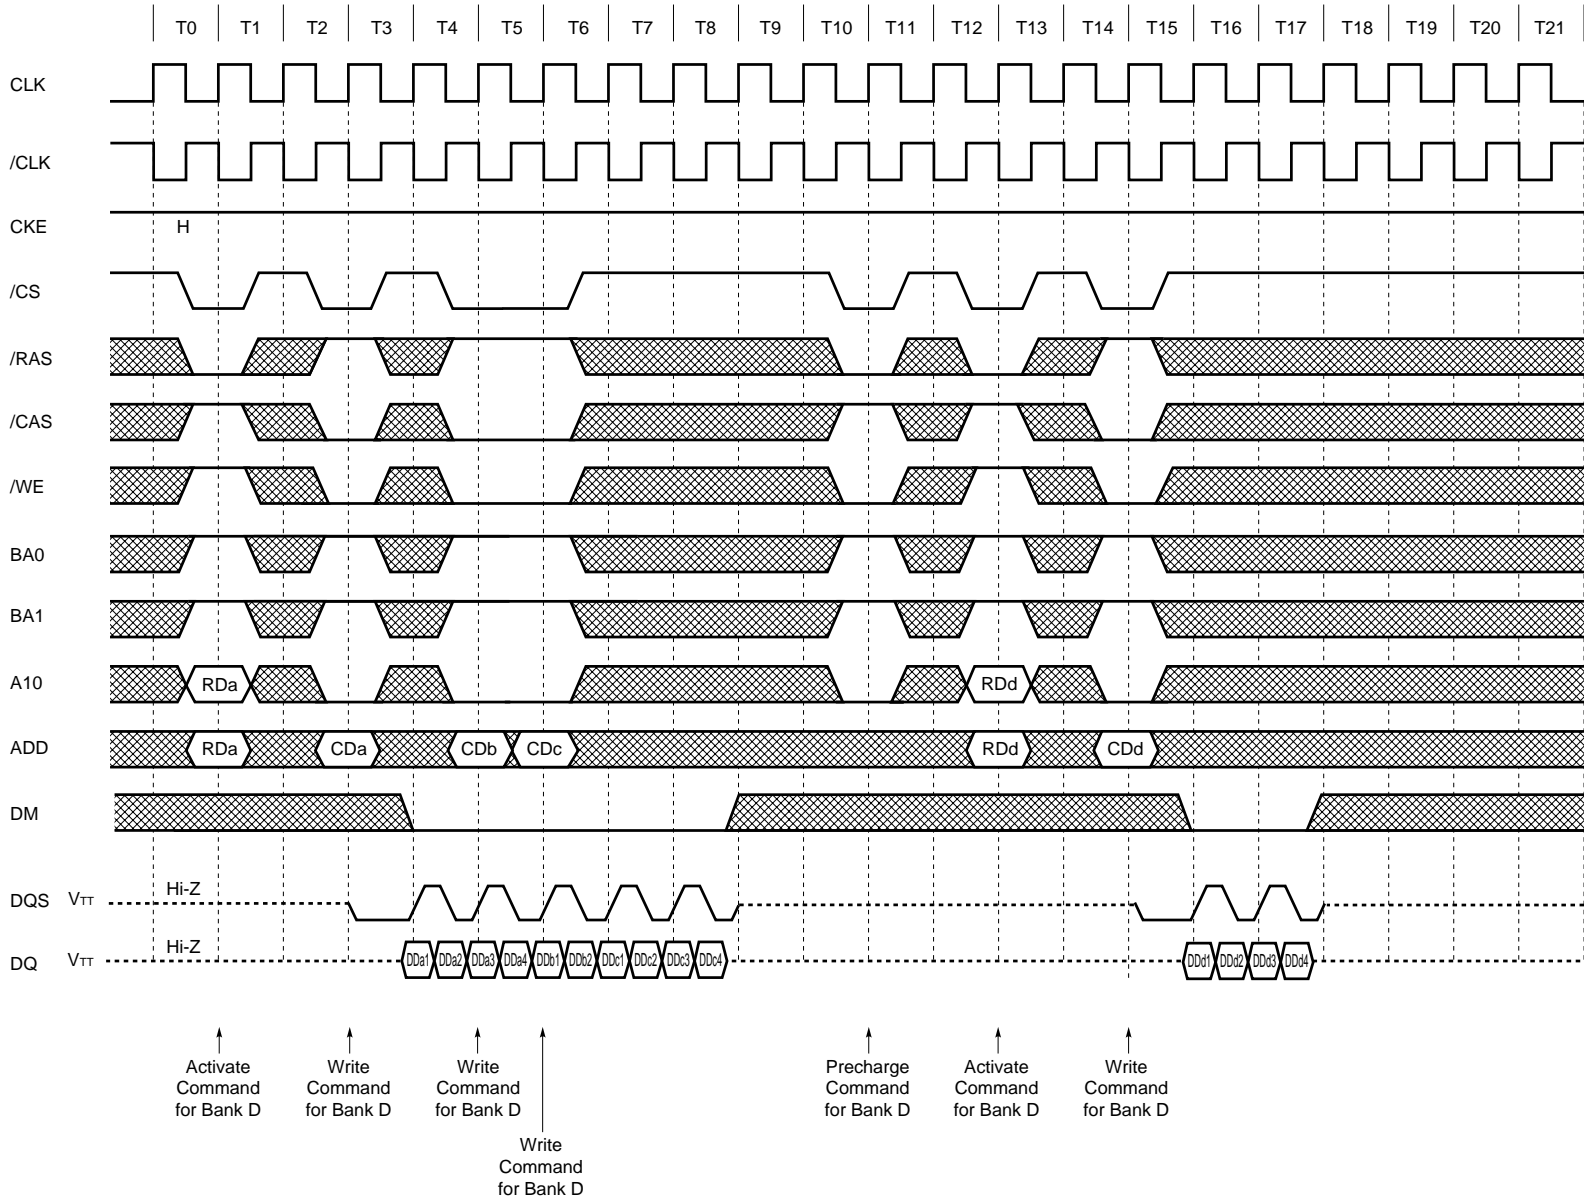 T0 T1 T2 T3 T4 T5 T6 T7 T8 T9 T10 T11 T12 T13 T14 T15 T16 T17 T18 T19 T20 T21
CLK
/CLK
CKE H
/CS
/RAS
/CAS
/WE
BA0
BA1
A10 RDa RDd
ADD RDa CDa CDb CDc RDd CDd
DM
DQS VTT Hi-Z
DQ VTT Hi-Z DDa1 DDa2 DDa3 DDa4 DDb1 DDb2 DDc1 DDc2 DDc3 DDc4 DDd1 DDd2 DDd3 DDd4
Activate
Command
for Bank D
Write
Command
for Bank D
Write
Command
for Bank D
Write
Command
for Bank D
Precharge
Command
for Bank D
Activate
Command
for Bank D
Write
Command
for Bank D